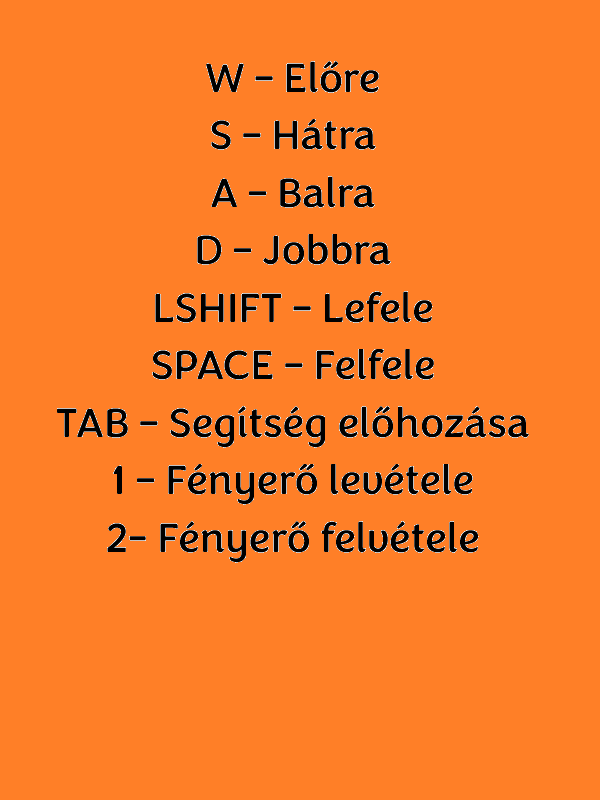 W – Előre
S – Hátra
A – Balra
D – Jobbra
LSHIFT – Lefele
SPACE – Felfele
TAB – Segítség előhozása
1 – Fényerő levétele
2– Fényerő felvétele